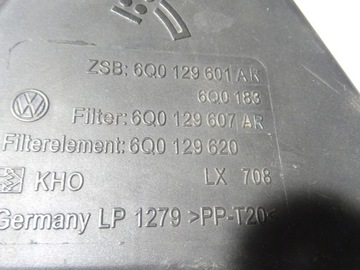 ZSB: 6Q0 129 601 AR
6Q0 183
Filter: 6Q0 129 607 AR
Filterelement: 6Q0 129 620
KHO LX 708
Germany LP 1279 >PP-T20<